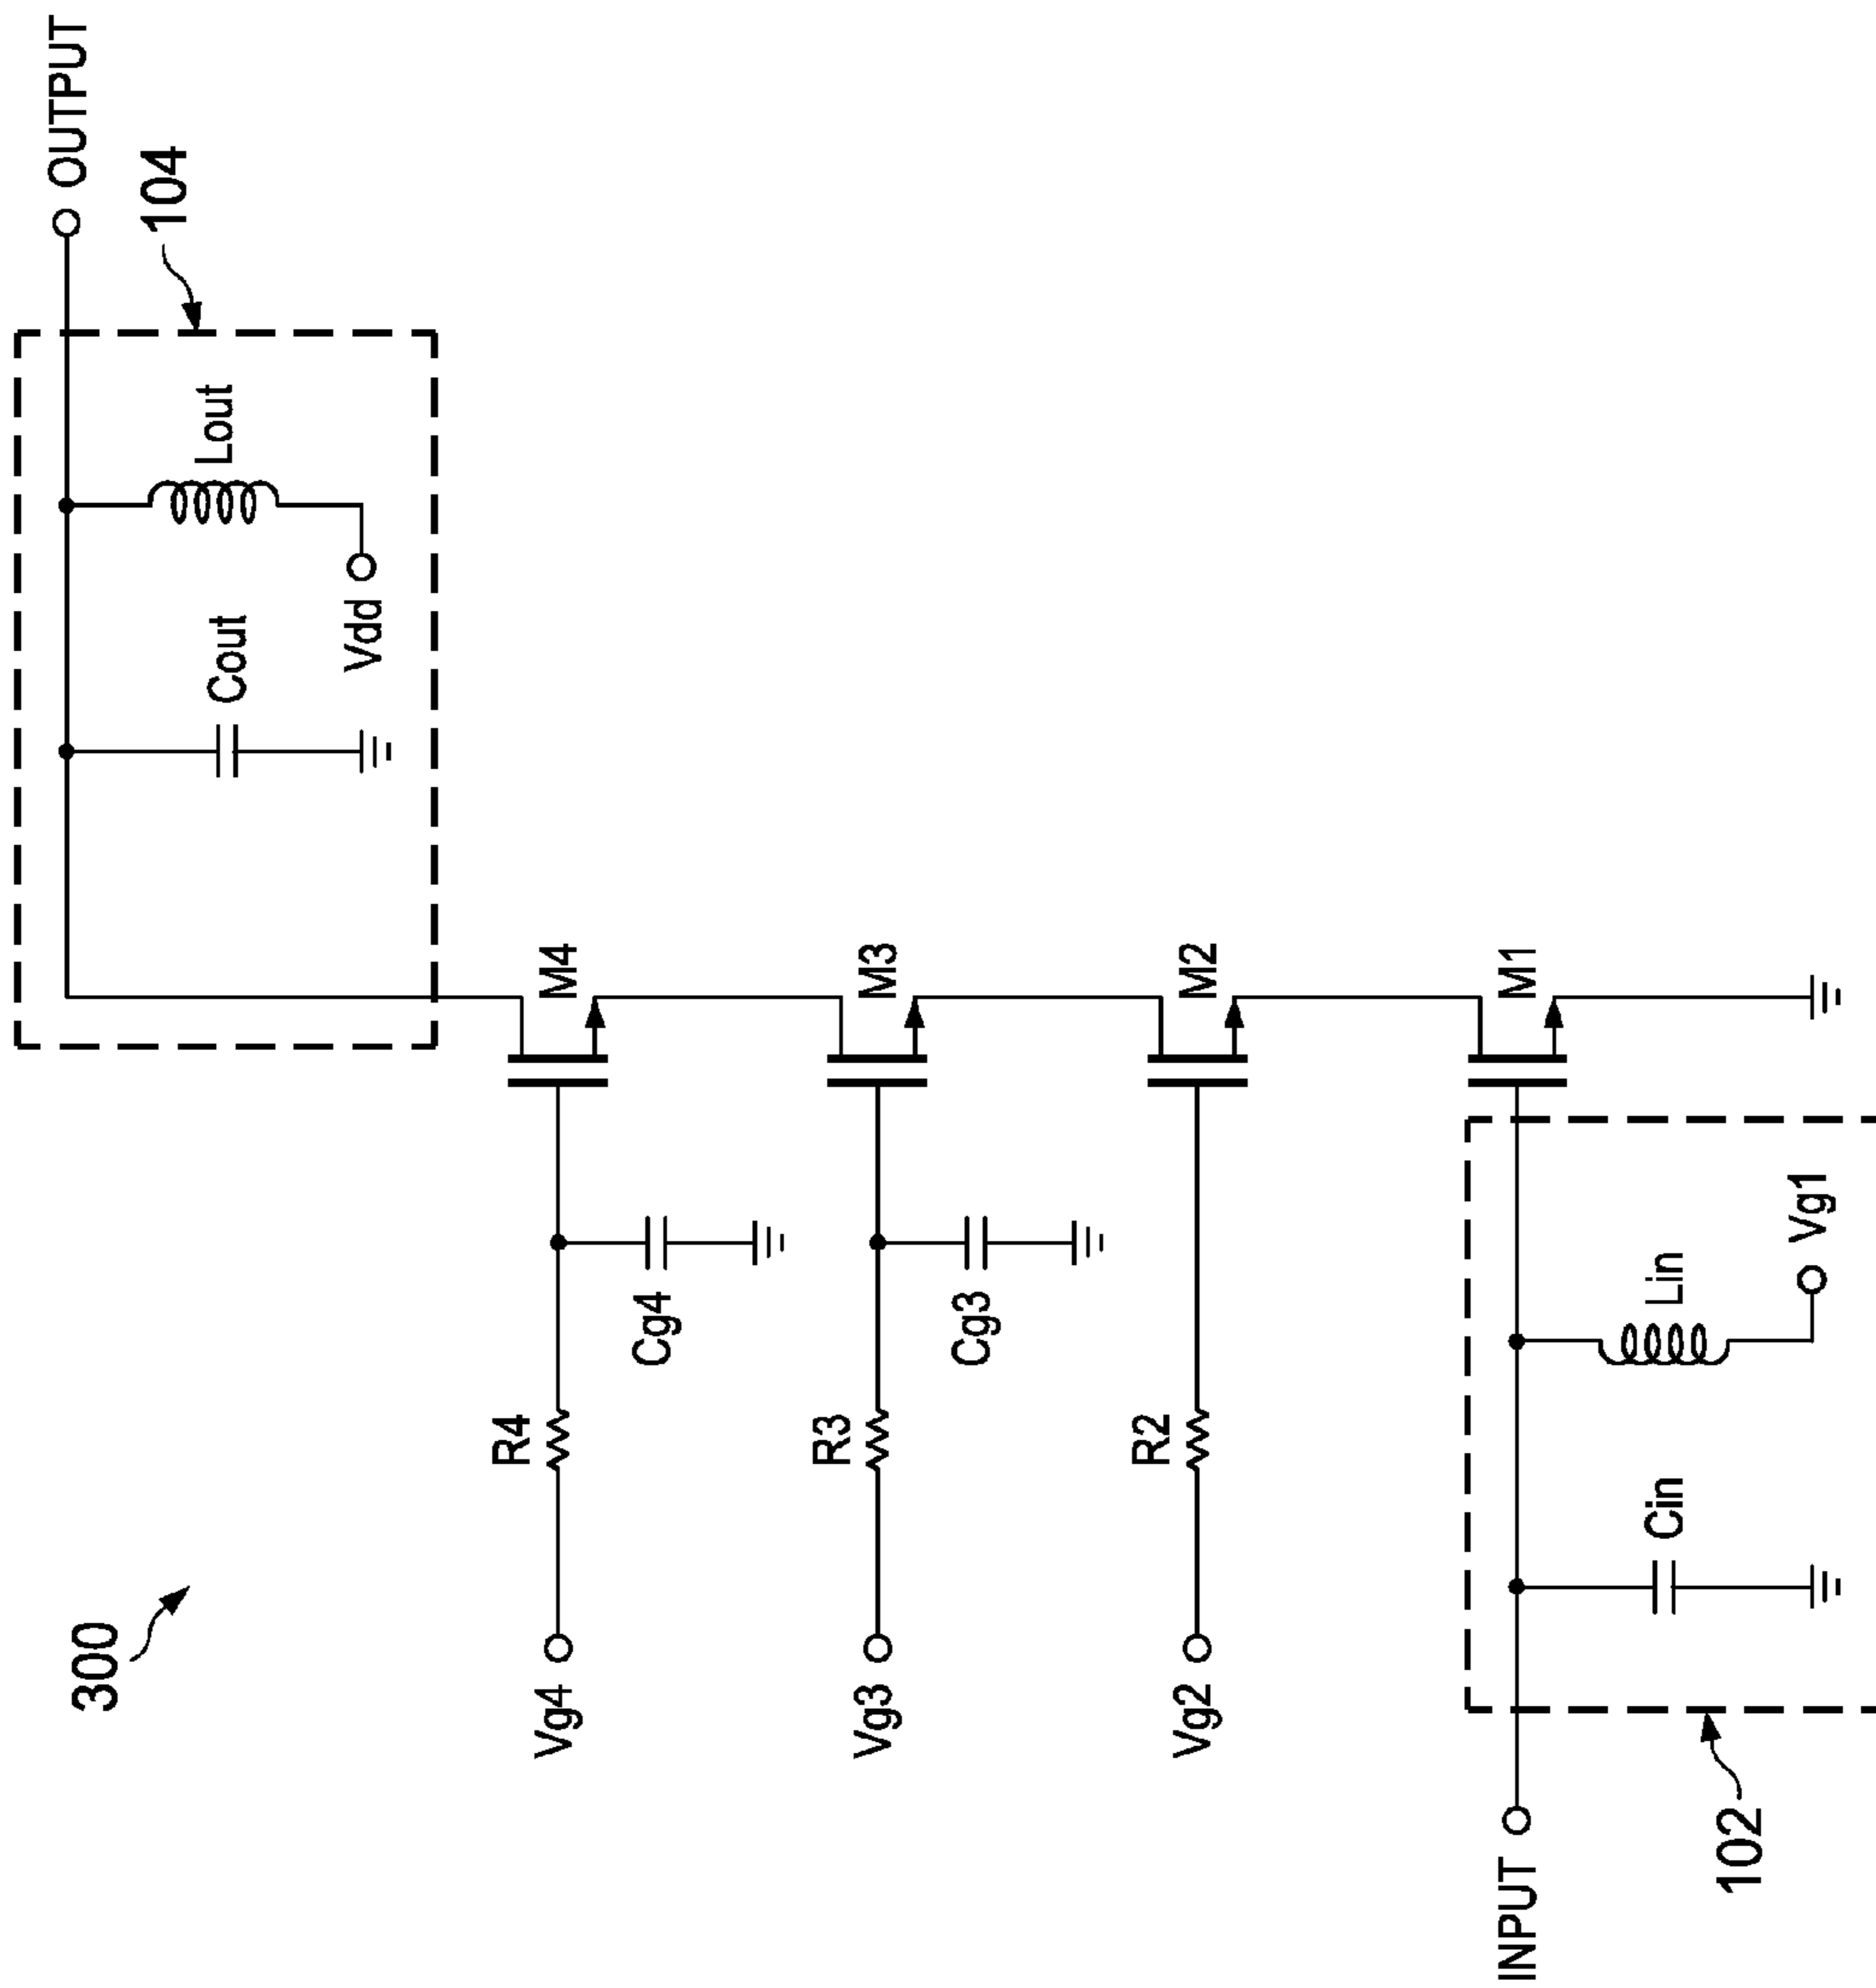 OUTPUT
104
Lout
Cout
Vdd
300
M4
R4
Vg4
Cg4
M3
R3
Vg3
Cg3
M2
R2
Vg2
M1
Vg1
Lin
Cin
INPUT
102